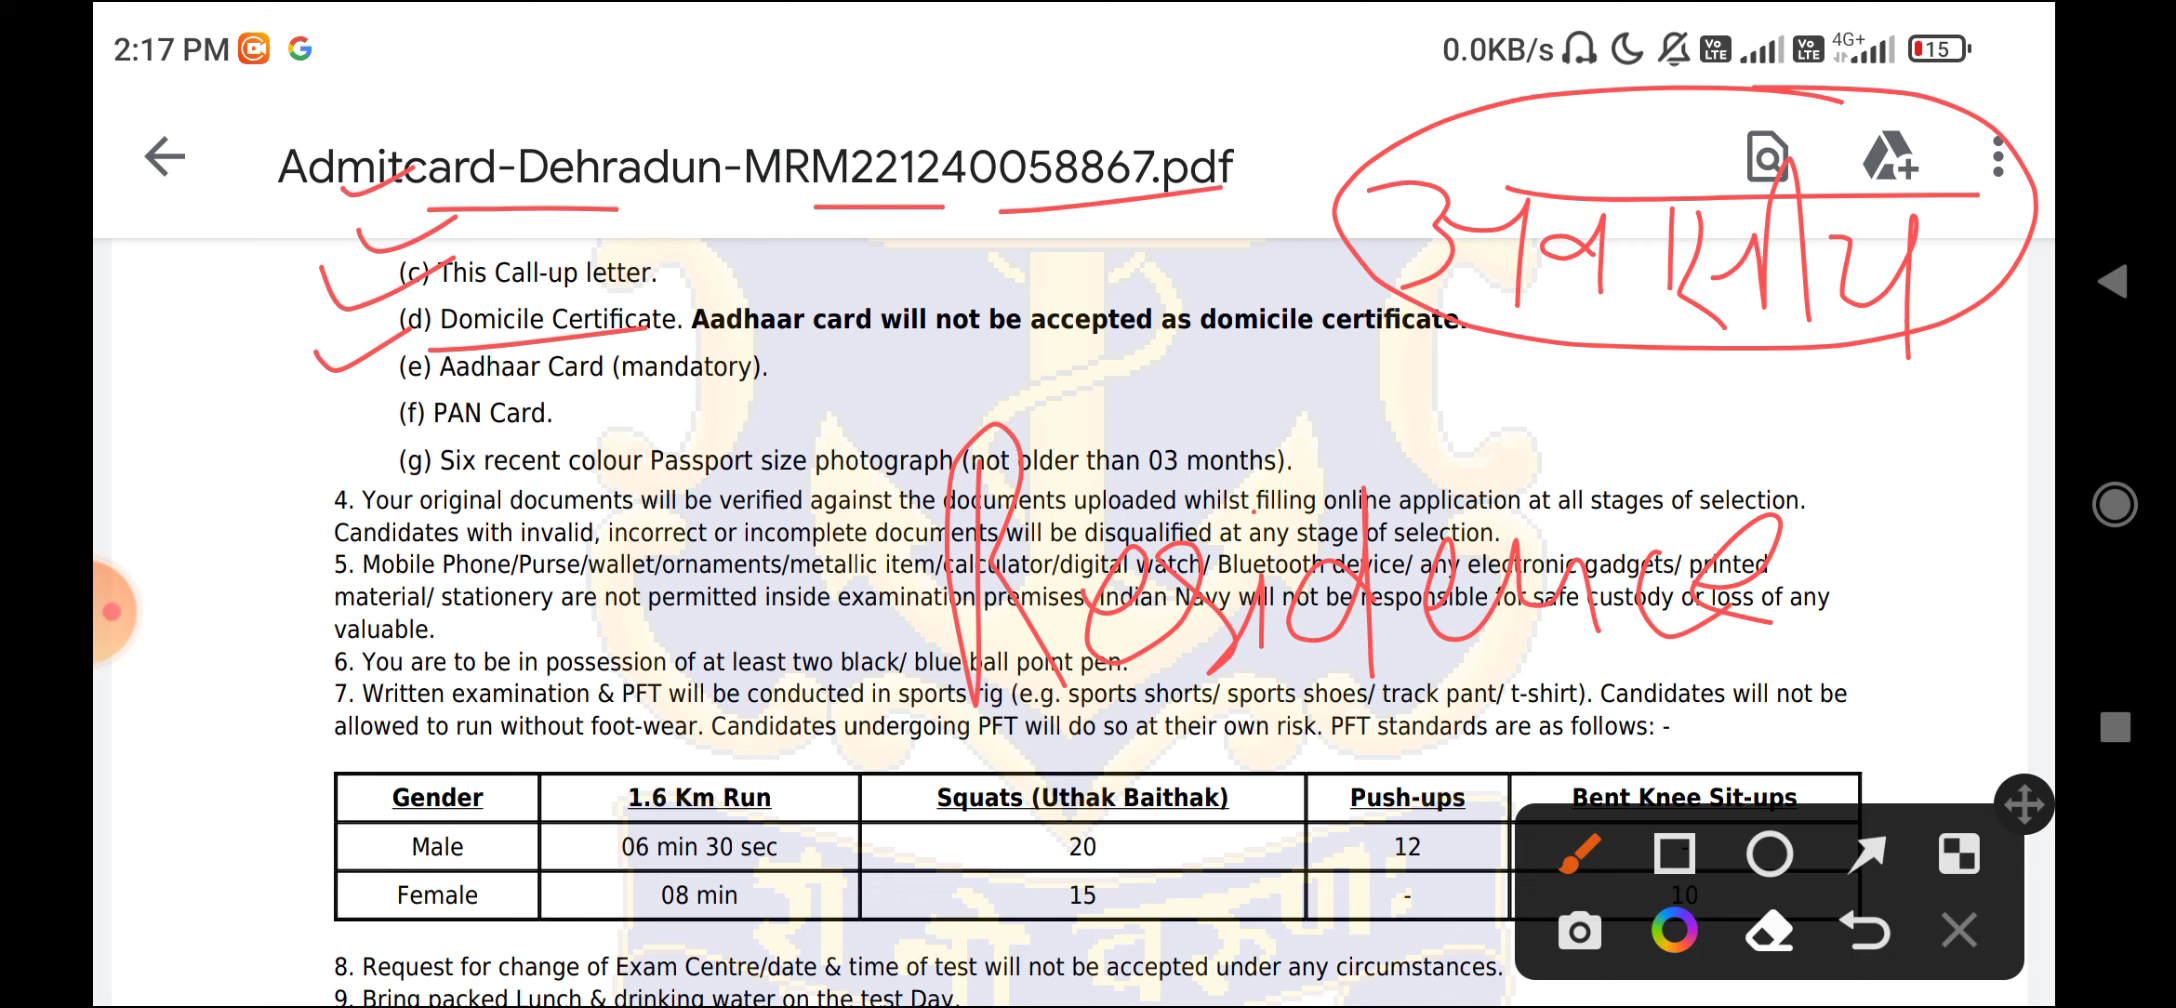 2:17 PM
0.0KB/s Vo LTE Vo LTE 4G+ 15
Admitcard-Dehradun-MRM221240058867.pdf
(c) This Call-up letter.
(d) Domicile Certificate. Aadhaar card will not be accepted as domicile certificate.
(e) Aadhaar Card (mandatory).
(f) PAN Card.
(g) Six recent colour Passport size photograph (not older than 03 months).
Residence
4. Your original documents will be verified against the documents uploaded whilst filling online application at all stages of selection.
Candidates with invalid, incorrect or incomplete documents will be disqualified at any stage of selection.
5. Mobile Phone/Purse/wallet/ornaments/metallic item/calculator/digital watch/ Bluetooth device/ any electronic gadgets/ printed
material/ stationery are not permitted inside examination premises. Indian Navy will not be responsible for safe custody or loss of any
valuable.
6. You are to be in possession of at least two black/ blue ball point pen.
7. Written examination & PFT will be conducted in sports rig (e.g. sports shorts/ sports shoes/ track pant/ t-shirt). Candidates will not be
allowed to run without foot-wear. Candidates undergoing PFT will do so at their own risk. PFT standards are as follows: -
Gender 1.6 Km Run Squats (Uthak Baithak) Push-ups Bent Knee Sit-ups
Male 06 min 30 sec 20 12 -
Female 08 min 15 - 10
8. Request for change of Exam Centre/date & time of test will not be accepted under any circumstances.
9. Bring packed Lunch & drinking water on the test Day.